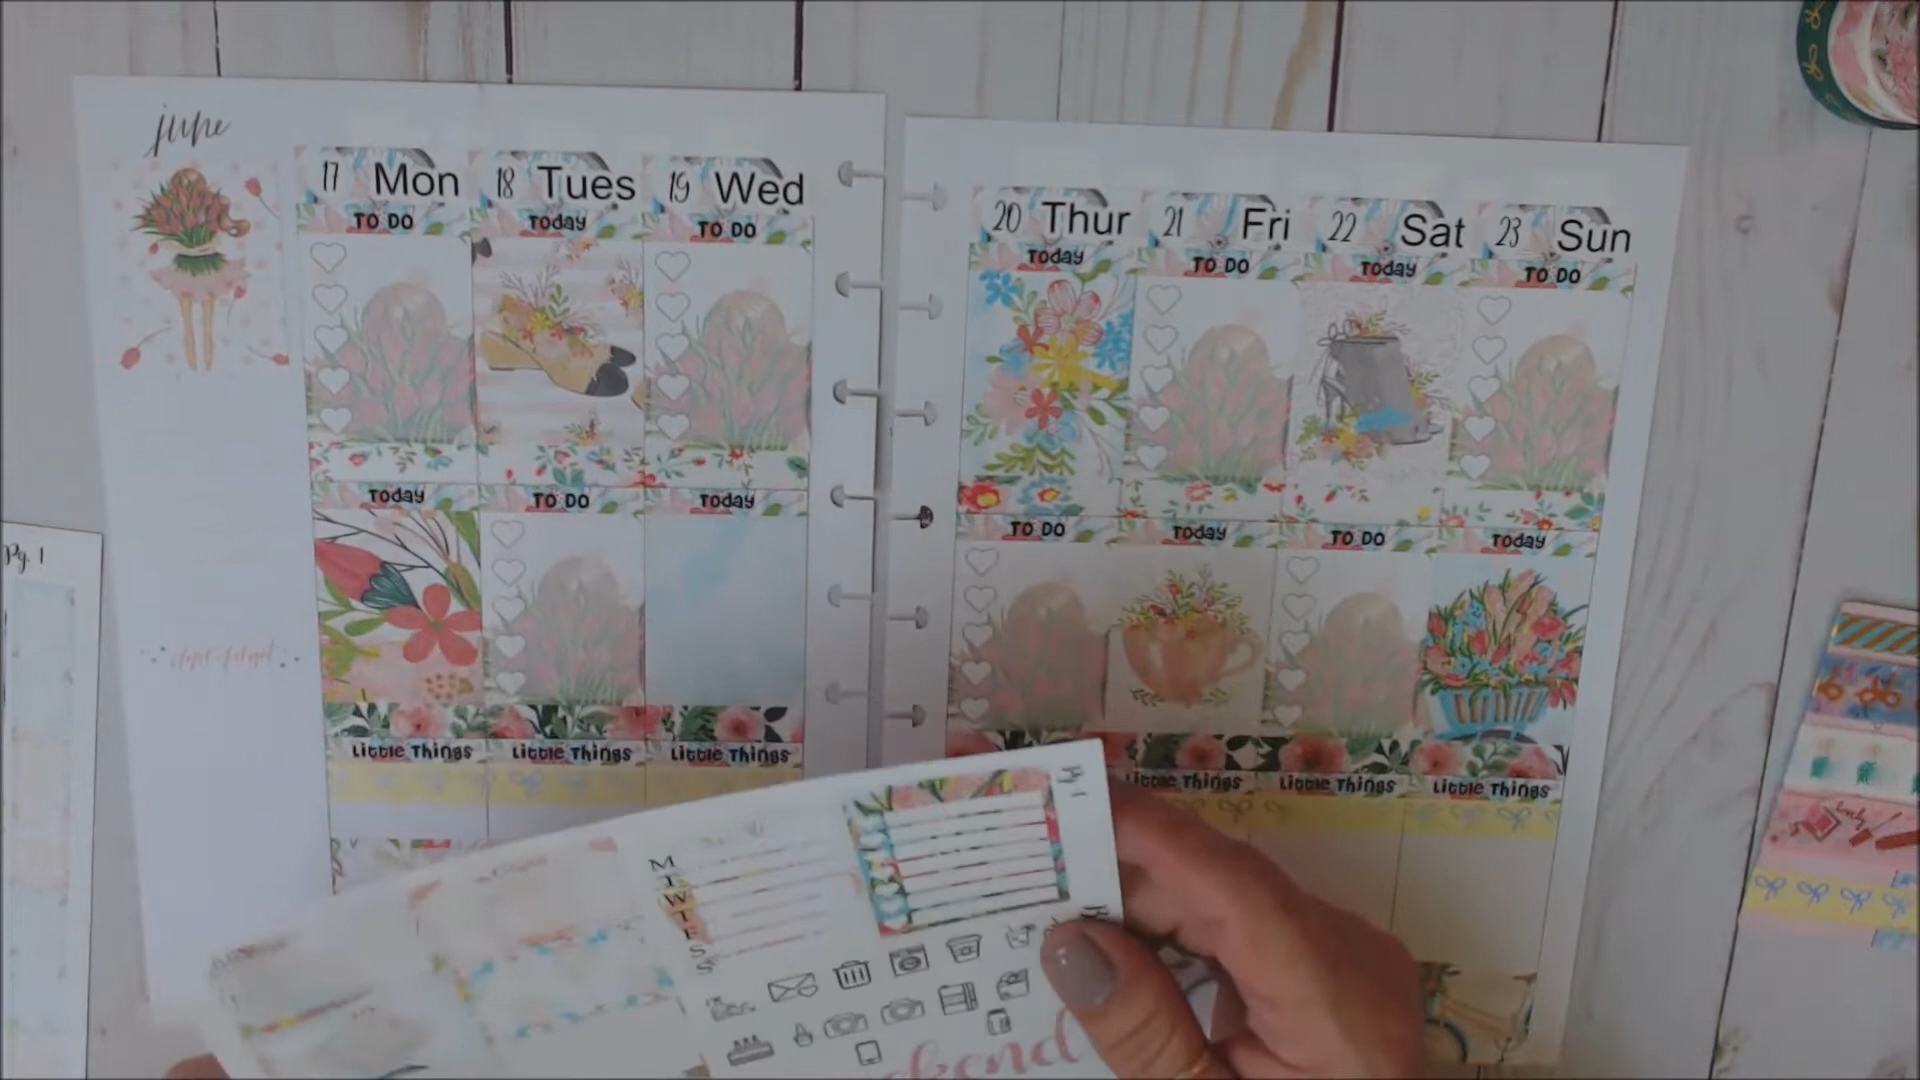 june
17 Mon 18 Tues 19 Wed
TO DO Today TO DO
20 Thur 21 Fri 22 Sat 23 Sun
Today TO DO Today TO DO
Today TO DO Today
TO DO Today TO DO Today
Little Things Little Things Little Things
Little Things Little Things Little Things
Pg. 1
M
T
W
T
F
S
S